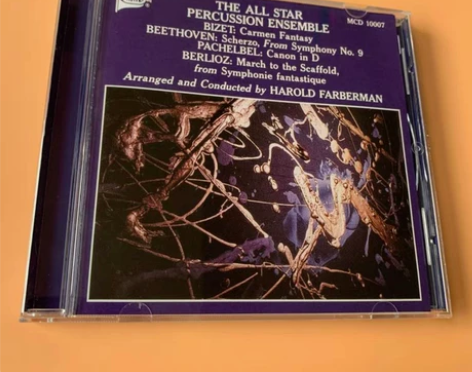 THE ALL STAR
PERCUSSION ENSEMBLE
MCD 10007
BIZET: Carmen Fantasy
BEETHOVEN: Scherzo, From Symphony No. 9
PACHELBEL: Canon in D
BERLIOZ: March to the Scaffold,
from Symphonie fantastique
Arranged and Conducted by HAROLD FARBERMAN